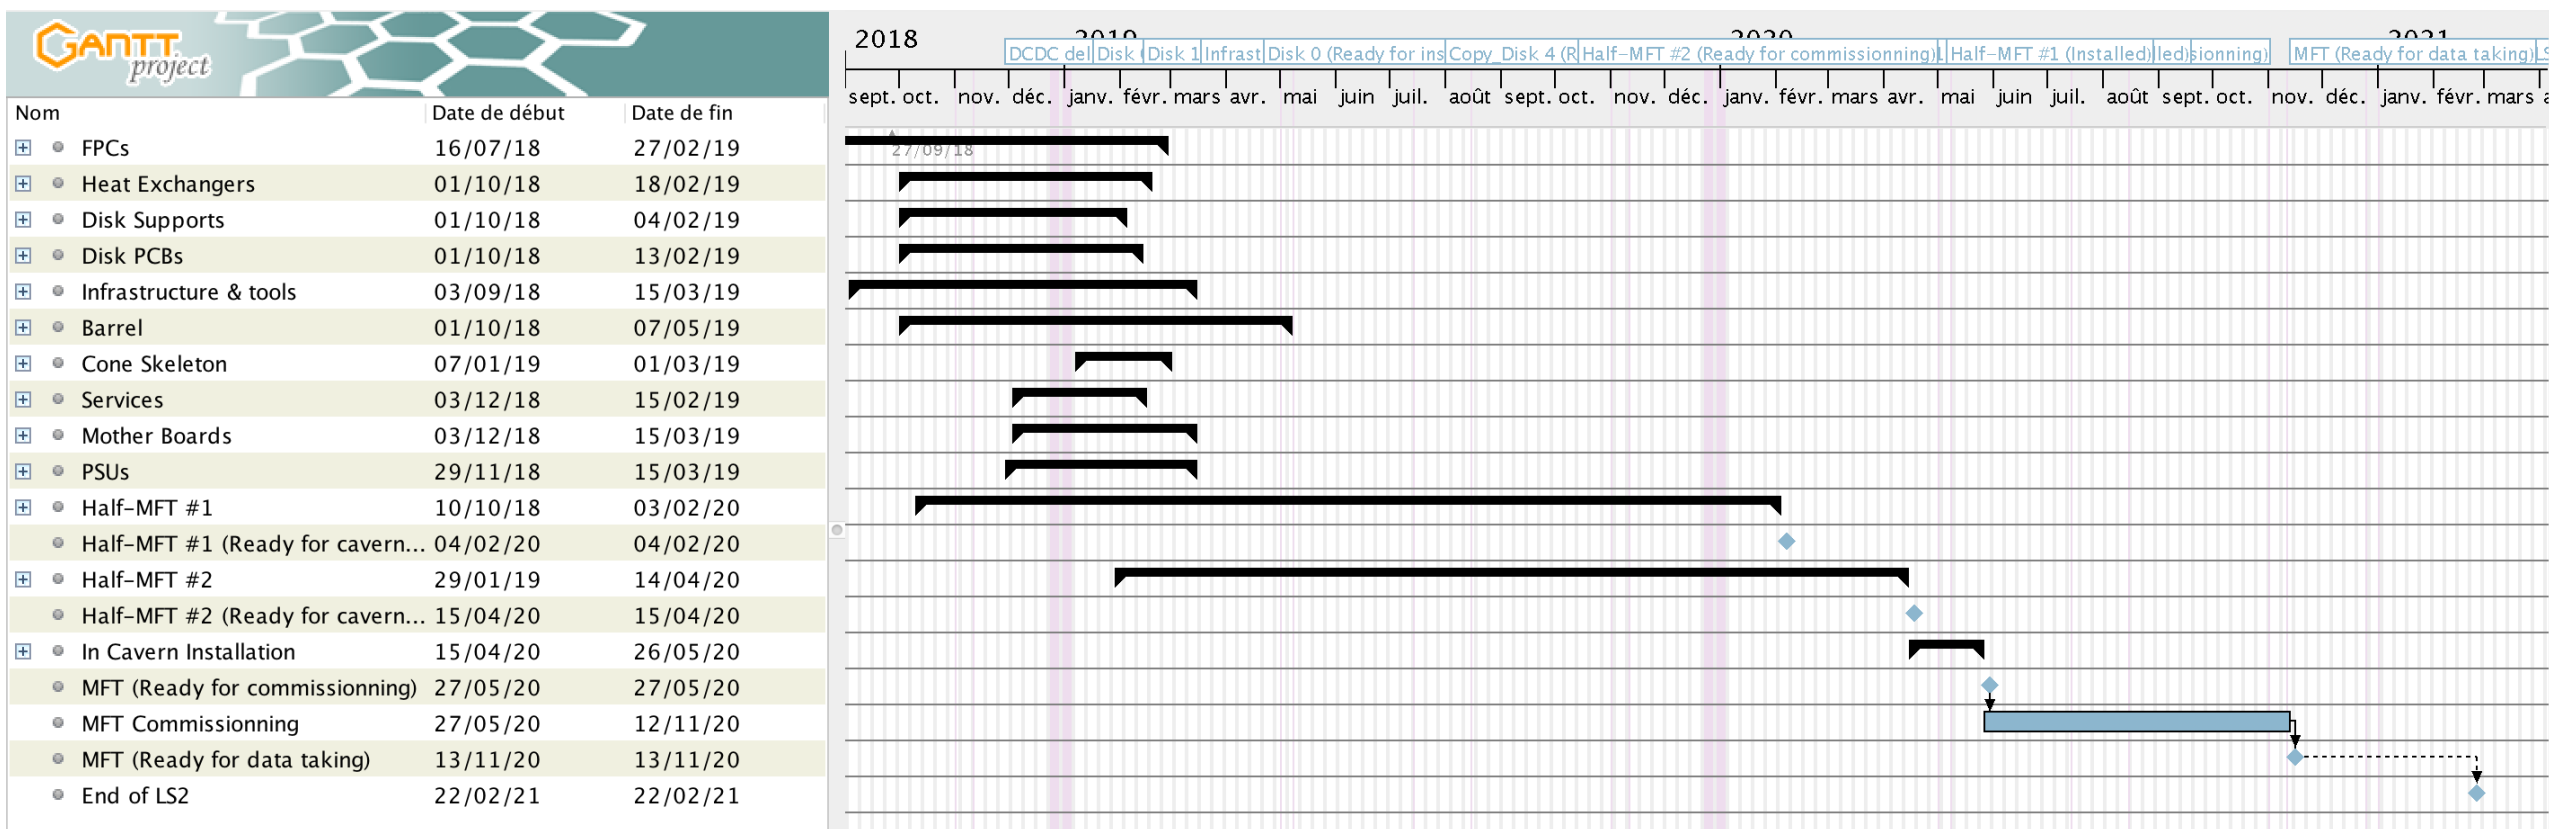 GANTT
project
2018 2019 2020 2021
DCDC del Disk Disk 1 Infrast Disk 0 (Ready for ins Copy_Disk 4 (R Half-MFT #2 (Ready for commissionning) Half-MFT #1 (Installed) lled) sionning) MFT (Ready for data taking)
sept. oct. nov. déc. janv. févr. mars avr. mai juin juil. août sept. oct. nov. déc. janv. févr. mars avr. mai juin juil. août sept. oct. nov. déc. janv. févr. mars
Nom Date de début Date de fin
FPCs 16/07/18 27/02/19
27/09/18
Heat Exchangers 01/10/18 18/02/19
Disk Supports 01/10/18 04/02/19
Disk PCBs 01/10/18 13/02/19
Infrastructure & tools 03/09/18 15/03/19
Barrel 01/10/18 07/05/19
Cone Skeleton 07/01/19 01/03/19
Services 03/12/18 15/02/19
Mother Boards 03/12/18 15/03/19
PSUs 29/11/18 15/03/19
Half-MFT #1 10/10/18 03/02/20
Half-MFT #1 (Ready for cavern... 04/02/20 04/02/20
Half-MFT #2 29/01/19 14/04/20
Half-MFT #2 (Ready for cavern... 15/04/20 15/04/20
In Cavern Installation 15/04/20 26/05/20
MFT (Ready for commissionning) 27/05/20 27/05/20
MFT Commissionning 27/05/20 12/11/20
MFT (Ready for data taking) 13/11/20 13/11/20
End of LS2 22/02/21 22/02/21